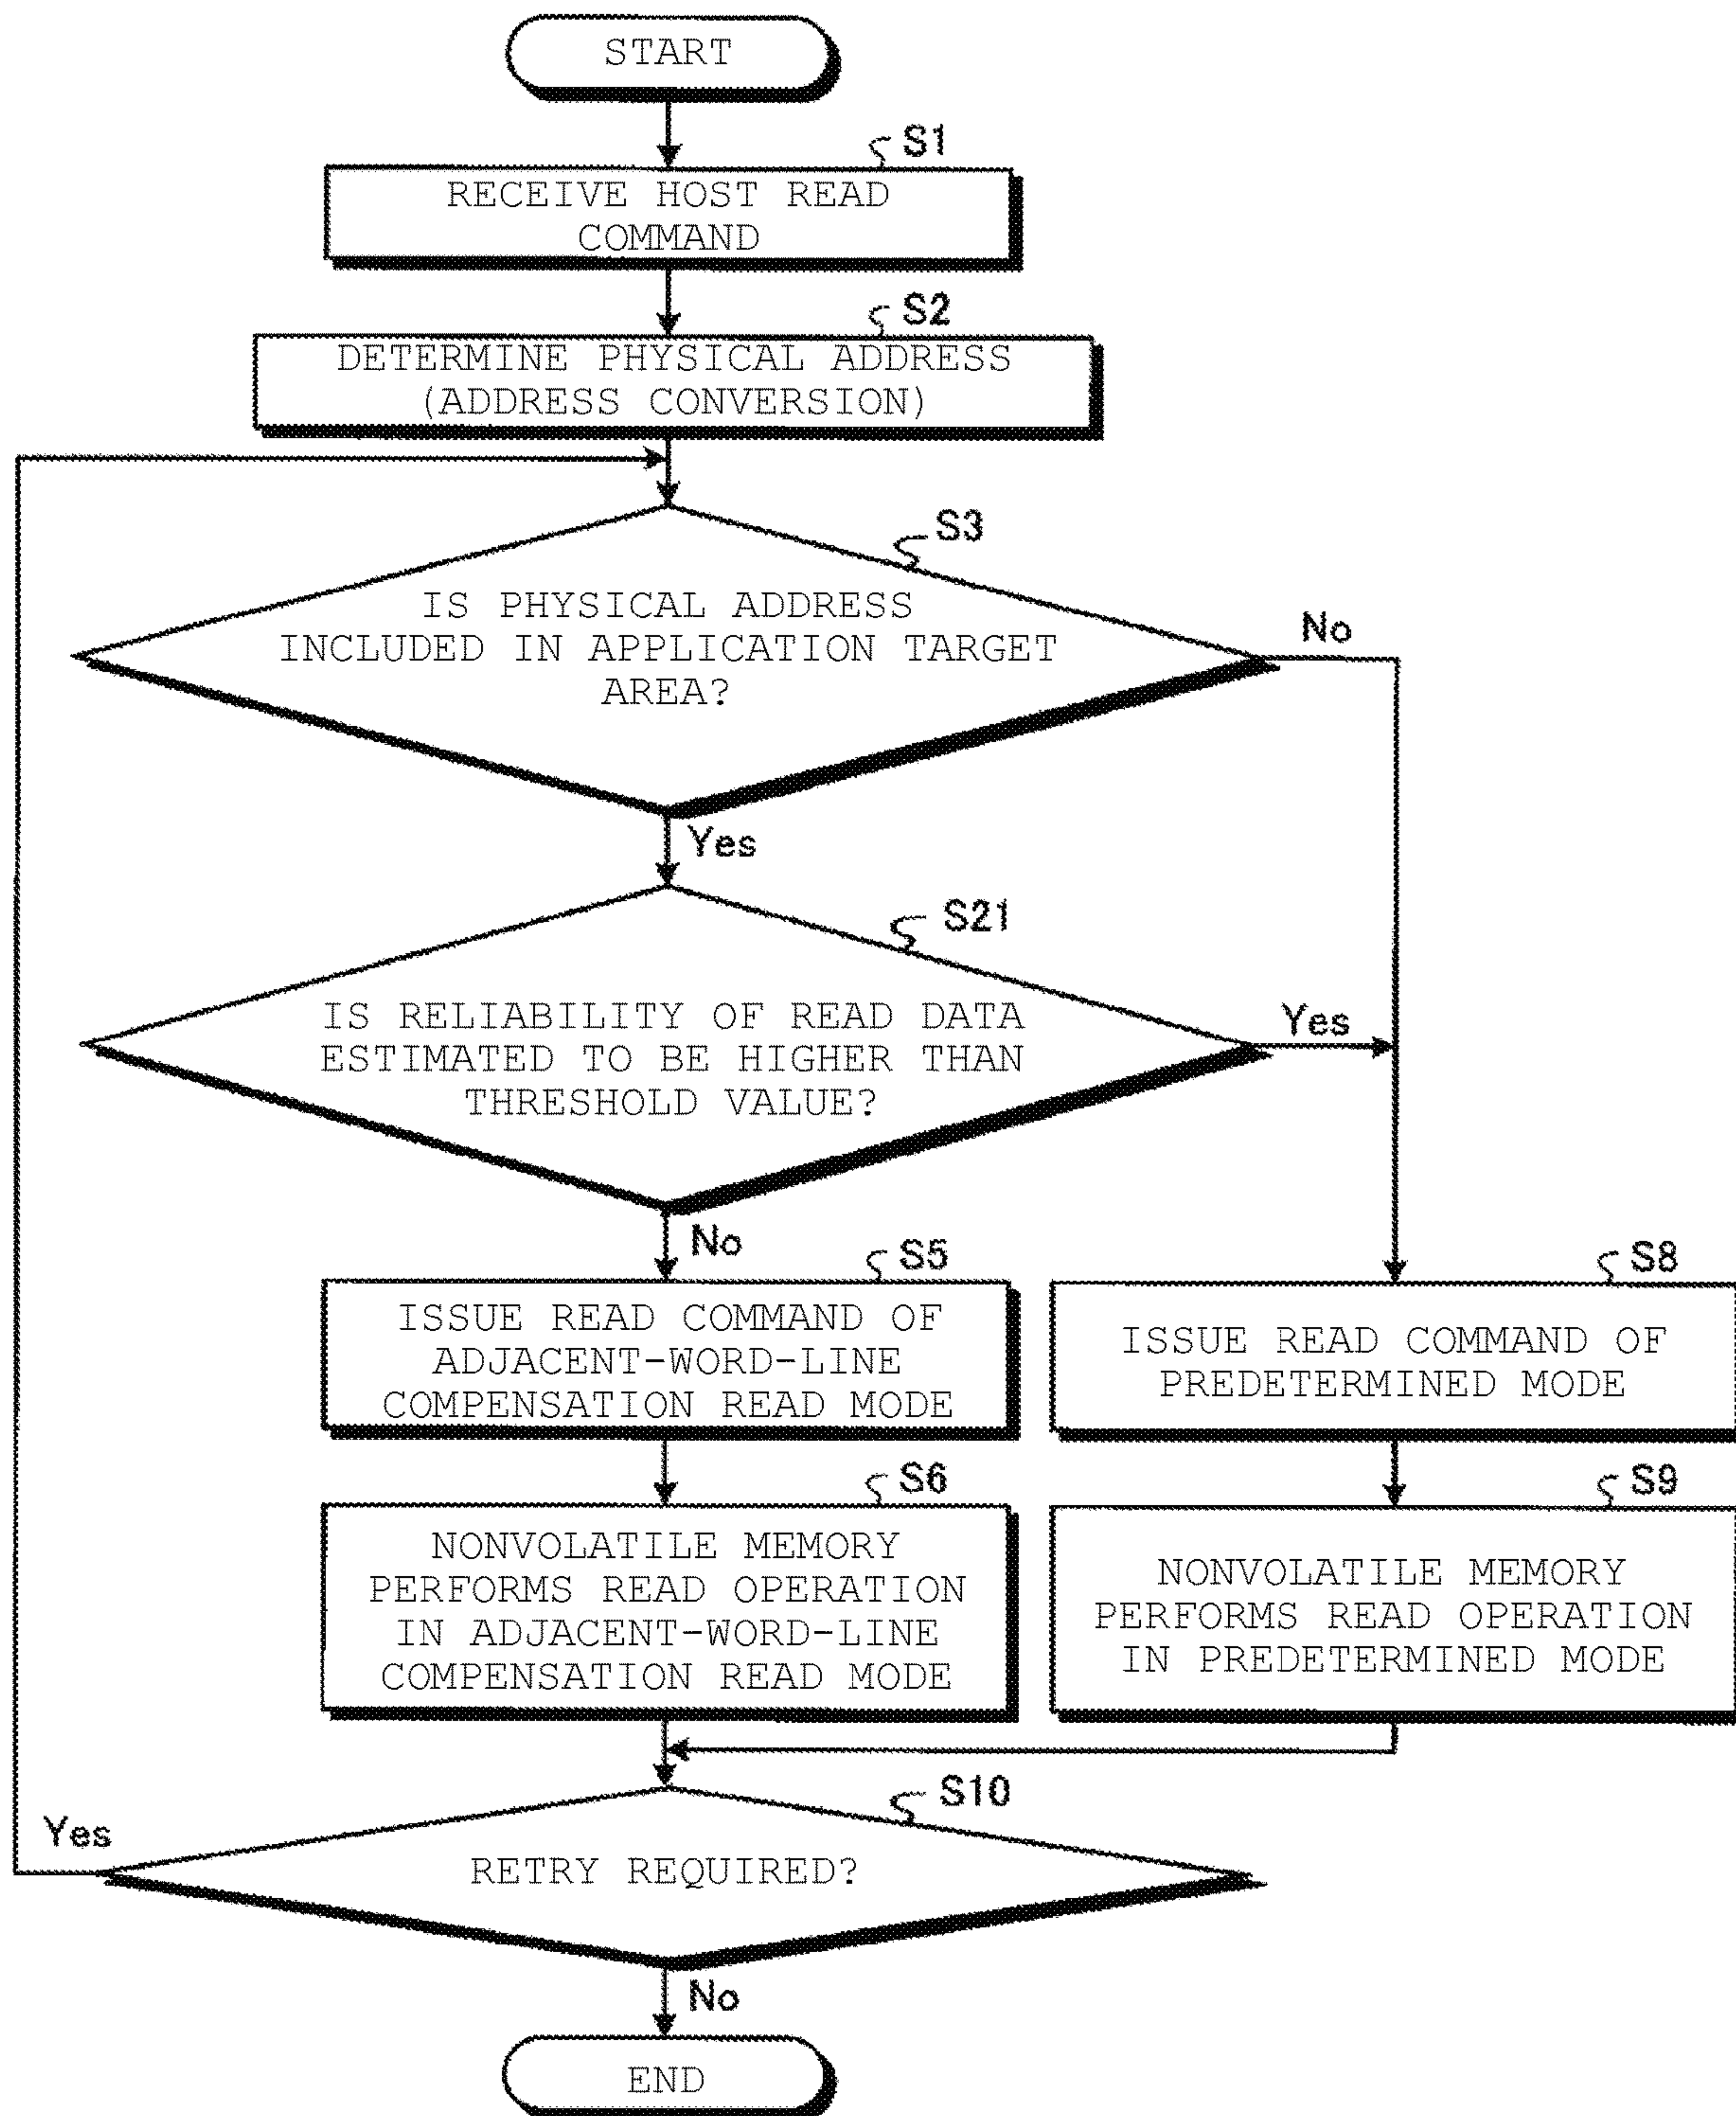 START
S1
RECEIVE HOST READ
COMMAND
S2
DETERMINE PHYSICAL ADDRESS
(ADDRESS CONVERSION)
S3
IS PHYSICAL ADDRESS
INCLUDED IN APPLICATION TARGET
AREA?
No
Yes
S21
IS RELIABILITY OF READ DATA
ESTIMATED TO BE HIGHER THAN
THRESHOLD VALUE?
Yes
No
S5
ISSUE READ COMMAND OF
ADJACENT-WORD-LINE
COMPENSATION READ MODE
S8
ISSUE READ COMMAND OF
PREDETERMINED MODE
S6
NONVOLATILE MEMORY
PERFORMS READ OPERATION
IN ADJACENT-WORD-LINE
COMPENSATION READ MODE
S9
NONVOLATILE MEMORY
PERFORMS READ OPERATION
IN PREDETERMINED MODE
S10
Yes
RETRY REQUIRED?
No
END